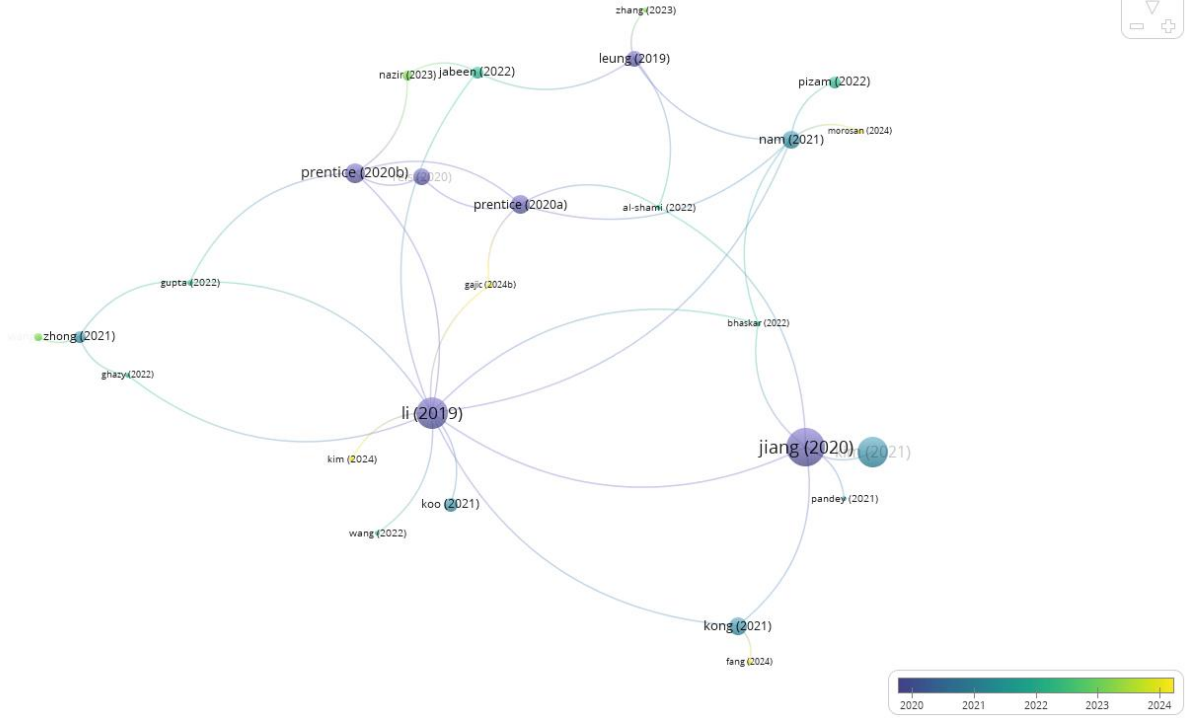 zhang (2023)
leung (2019)
nazir (2023)
jabeen (2022)
pizam (2022)
morosan (2024)
nam (2021)
prentice (2020b)
(2020)
prentice (2020a)
al-shami (2022)
gupta (2022)
gajic (2024b)
bhaskar (2022)
zhong (2021)
ghazy (2022)
li (2019)
jiang (2020)
(2021)
kim (2024)
pandey (2021)
koo (2021)
wang (2022)
kong (2021)
fang (2024)
2020 2021 2022 2023 2024